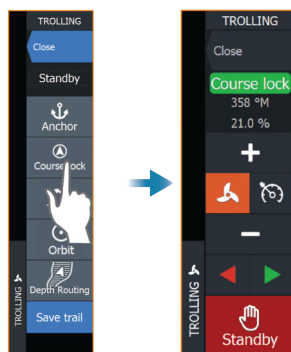 TROLLING
Close
Standby
Anchor
Course lock
Orbit
Depth Routing
Save trail
TROLLING
TROLLING
Close
Course lock
358 °M
21.0 %
+
−
Standby
TROLLING